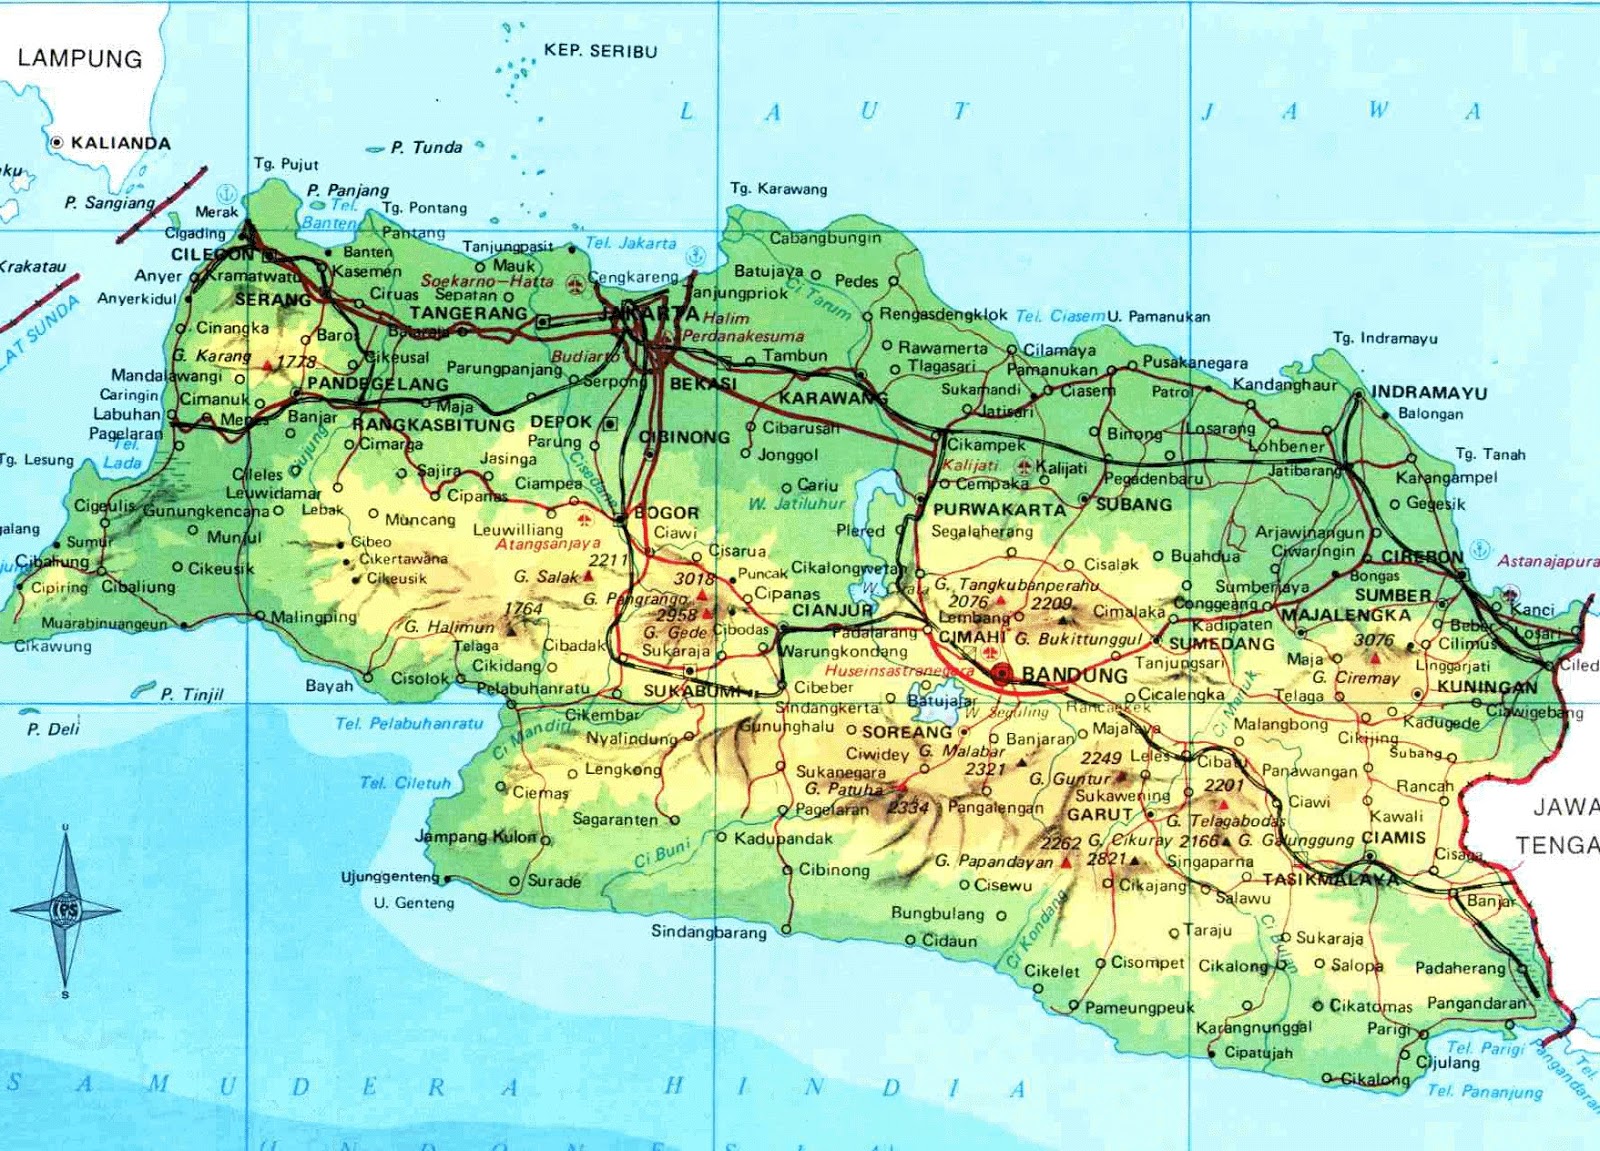 KEP. SERIBU
LAMPUNG
L A U T J A W A
KALIANDA
P. Tunda
Tg. Pujut
P. Panjang
Tg. Karawang
P. Sangiang
Tel.
Banten
Merak
Tg. Pontang
Cigading
Pantang
Cabangbungin
CILEGON
Banten
Tanjungpasit
Tel. Jakarta
Krakatau
Anyer
Kramatwatu
Kasemen
Mauk
Cengkareng
Batujaya
Pedes
Soekarno-Hatta
Anyerkidul
SERANG
Ciruas
Sepatan
Tanjungpriok
Ci Tarum
TANGERANG
JAKARTA
Halim
Perdanakesuma
Rengasdengklok
Tel. Ciasem
U. Pamanukan
AT SUNDA
Cinangka
Baros
Balaraja
Tg. Indramayu
G. Karang
1778
Cikeusal
Budiarto
Tambun
Rawamerta
Cilamaya
Mandalawangi
Parungpanjang
Serpong
BEKASI
Tlagasari
Pamanukan
Pusakanegara
PANDEGELANG
Caringin
Cimanuk
Maja
KARAWANG
Sukamandi
Ciasem
Patrol
Kandanghaur
INDRAMAYU
Labuhan
Menes
Banjar
RANGKASBITUNG
DEPOK
Jatisari
Balongan
Pagelaran
Cimarga
Parung
CIBINONG
Cibarusah
Cikampek
Binong
Losarang
Lohbener
Tel.
Lada
Tg. Lesung
Jasinga
Jonggol
Kalijati
Kalijati
Jatibarang
Tg. Tanah
Cileles
Sajira
Ciampea
Cisedane
Cariu
Cempaka
Pegadenbaru
Karangampel
Leuwidamar
Cipanas
W. Jatiluhur
SUBANG
Gegesik
Cigeulis
Gunungkencana
Lebak
Muncang
Leuwilliang
BOGOR
PURWAKARTA
Munjul
Atangsanjaya
Ciawi
Plered
Segalaherang
Arjawinangun
Sumur
Cibeo
2211
Cisarua
Buahdua
Ciwaringin
CIREBON
Astanajapura
Cibaliung
Cikertawana
G. Salak
3018
Puncak
Cikalongwetan
Cisalak
Bongas
Cipiring
Cibaliung
Cikeusik
Cikeusik
G. Pangrango
Cipanas
G. Tangkubanperahu
Sumberjaya
SUMBER
Kanci
1764
2958
CIANJUR
2076
2209
Cimalaka
Conggeang
MAJALENGKA
Muarabinuangeun
Malingping
G. Halimun
G. Gede
Cibodas
Padalarang
Lembang
G. Bukittunggul
Kadipaten
Beber
Losari
Cikawung
Telaga
Cibadak
Sukaraja
Warungkondang
CIMAHI
SUMEDANG
3076
Cilimus
Cikidang
Huseinsastranegara
BANDUNG
Tanjungsari
Maja
Linggarjati
Ciled
Bayah
Cisolok
Pelabuhanratu
SUKABUMI
Cibeber
Cicalengka
G. Ciremay
KUNINGAN
P. Tinjil
Batujajar
Rancaekek
Telaga
Ciawigebang
P. Deli
Tel. Pelabuhanratu
Cikembar
Sindangkerta
W. Seguling
Malangbong
Kadugede
Ci Mandiri
Nyalindung
Gununghalu
SOREANG
Banjaran
Majalaya
Cikijing
Ciwidey
G. Malabar
2249
Leles
Cibatu
Subang
Lengkong
Sukanegara
2321
G. Guntur
Panawangan
Tel. Ciletuh
Ciemas
G. Patuha
Sukawening
2201
Rancah
Pagelaran
2334
Pangalengan
GARUT
Ciawi
JAWA
TENGA
Sagaranten
G. Telagabodas
Kawali
Jampang Kulon
Kadupandak
2262
G. Cikuray
2166
G. Galunggung
CIAMIS
Ci Buni
G. Papandayan
2821
Singaparna
Cisaga
Ujunggenteng
Surade
Cibinong
Cisewu
Cikajang
TASIKMALAYA
U. Genteng
Salawu
Banjar
Bungbulang
Ci Kondang
Sindangbarang
Cidaun
Taraju
Sukaraja
Cikelet
Cisompet
Cikalong
Salopa
Padaherang
Pameungpeuk
Cikatomas
Pangandaran
Karangnunggal
Parigi
Cipatujah
Tel. Parigi
Cijulang
Pangandaran
Tel.
Cikalong
Tel. Pananjung
S A M U D E R A H I N D I A
U
S